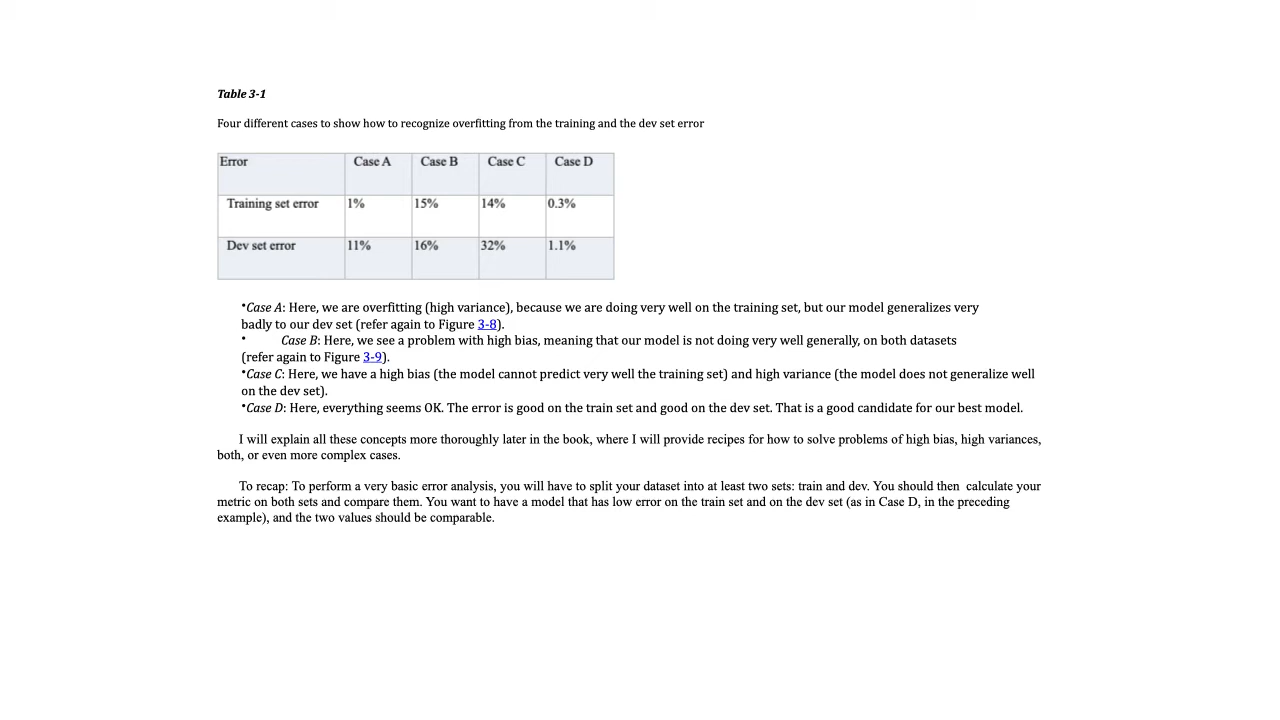 Table 3-1
Four different cases to show how to recognize overfitting from the training and the dev set error
Error Case A Case B Case C Case D
Training set error 1% 15% 14% 0.3%
Dev set error 11% 16% 32% 1.1%
•Case A: Here, we are overfitting (high variance), because we are doing very well on the training set, but our model generalizes very
badly to our dev set (refer again to Figure 3-8).
• Case B: Here, we see a problem with high bias, meaning that our model is not doing very well generally, on both datasets
(refer again to Figure 3-9).
•Case C: Here, we have a high bias (the model cannot predict very well the training set) and high variance (the model does not generalize well
on the dev set).
•Case D: Here, everything seems OK. The error is good on the train set and good on the dev set. That is a good candidate for our best model.
I will explain all these concepts more thoroughly later in the book, where I will provide recipes for how to solve problems of high bias, high variances,
both, or even more complex cases.
To recap: To perform a very basic error analysis, you will have to split your dataset into at least two sets: train and dev. You should then calculate your
metric on both sets and compare them. You want to have a model that has low error on the train set and on the dev set (as in Case D, in the preceding
example), and the two values should be comparable.